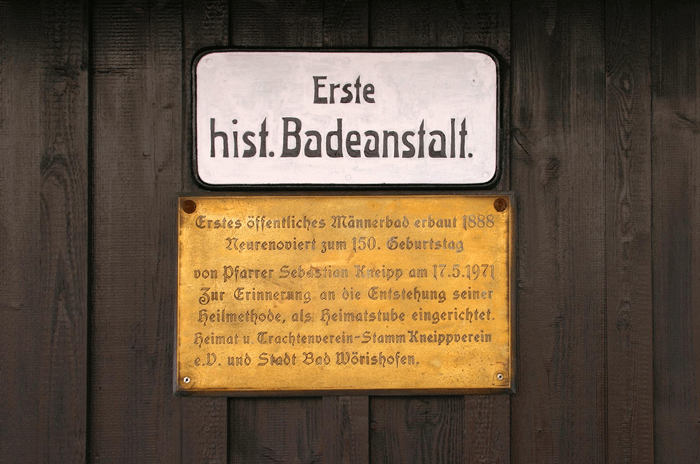 Erste
hist. Badeanstalt.
Erstes öffentliches Männerbad erbaut 1888
Neurenoviert zum 150. Geburtstag
von Pfarrer Sebastian Kneipp am 17.5.1971
Zur Erinnerung an die Entstehung seiner
Heilmethode, als Heimatstube eingerichtet.
Heimat u. Trachtenverein-Stamm Kneippverein
e.V. und Stadt Bad Wörishofen.